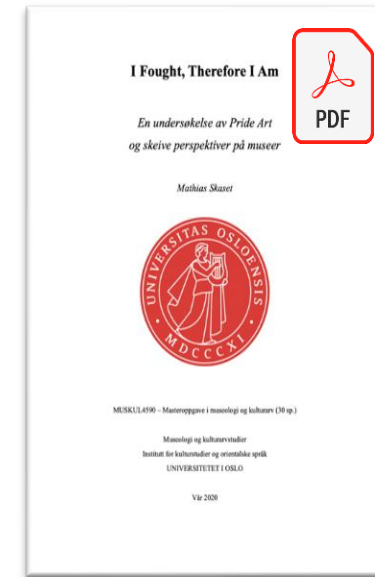 I Fought, Therefore I Am
PDF
En undersøkelse av Pride Art
og skeive perspektiver på museer
Mathias Skaset
UNIVERSITAS OSLOENSIS
MDCCCXI
MUSKUL4590 – Masteroppgave i museologi og kulturarv (30 sp.)
Museologi og kulturarvstudier
Institutt for kulturstudier og orientalske språk
UNIVERSITETET I OSLO
Vår 2020